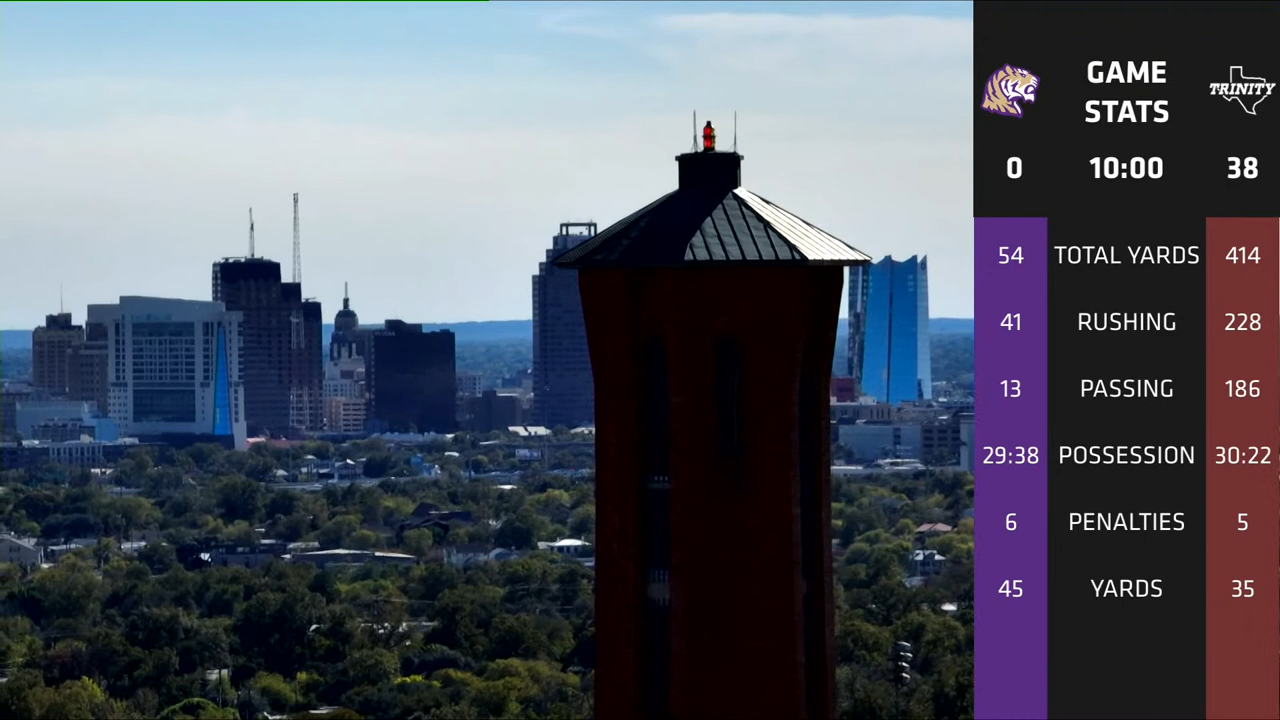 GAME
STATS
TRINITY
0 10:00 38
54 TOTAL YARDS 414
41 RUSHING 228
13 PASSING 186
29:38 POSSESSION 30:22
6 PENALTIES 5
45 YARDS 35